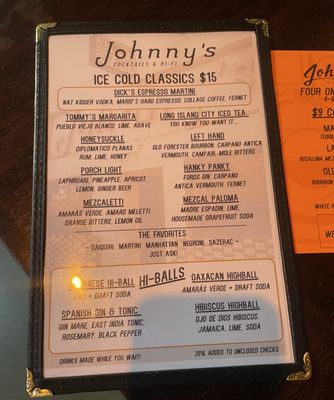 Johnny's
COCKTAILS & HI-FI
ICE COLD CLASSICS $15
DICK'S ESPRESSO MARTINI
NAT KIDDER VODKA, MARIO'S HARD ESPRESSO, COLLAGE COFFEE, FERNET
TOMMY'S MARGARITA
PUEBLO VIEJO BLANCO, LIME, AGAVE
LONG ISLAND CITY ICED TEA
YOU KNOW YOU WANT IT...
HONEYSUCKLE
DIPLOMATICO PLANAS
RUM, LIME, HONEY
LEFT HAND
OLD FORESTER BOURBON, CARPANO ANTICA
VERMOUTH, CAMPARI, MOLE BITTERS
PORCH LIGHT
LAPHROAIG, PINEAPPLE, APRICOT,
LEMON, GINGER BEER
HANKY PANKY
FORDS GIN, CARPANO
ANTICA VERMOUTH, FERNET
MEZCALETTI
AMARÁS VERDE, AMARO MELETTI,
ORANGE BITTERS, LEMON OIL
MEZCAL PALOMA
MADRE ESPADIN, LIME,
HOUSMADE GRAPEFRUIT SODA
THE FAVORITES
- DAIQUIRI MARTINI MANHATTAN NEGRONI SAZERAC -
JUST ASK!
HI-BALL
HI-BALLS
+ DRAFT SODA
OAXACAN HIGHBALL
AMARÁS VERDE + DRAFT SODA
SPANISH GIN & TONIC
GIN MARE, EAST INDIA TONIC,
ROSEMARY, BLACK PEPPER
HIBISCUS HIGHBALL
OJO DE DIOS HIBISCUS,
JAMAICA, LIME, SODA
DRINKS MADE WHILE YOU WAIT!
20% ADDED TO UNCLOSED CHECKS
FOUR ON
$9 C